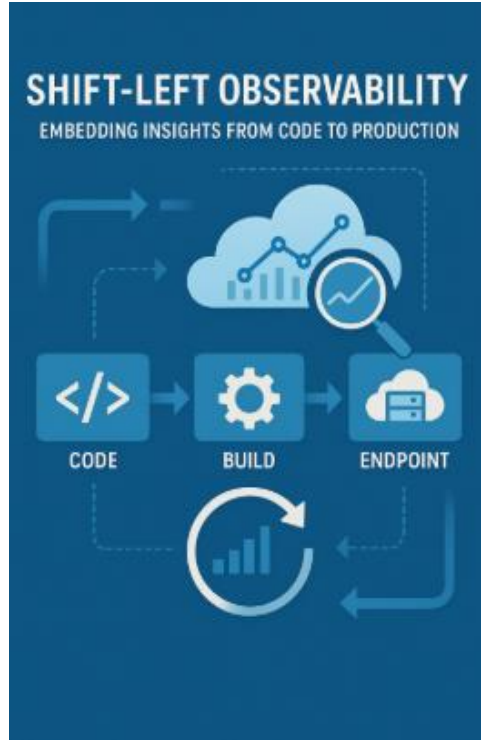 SHIFT-LEFT OBSERVABILITY
EMBEDDING INSIGHTS FROM CODE TO PRODUCTION
</>
CODE
BUILD
ENDPOINT